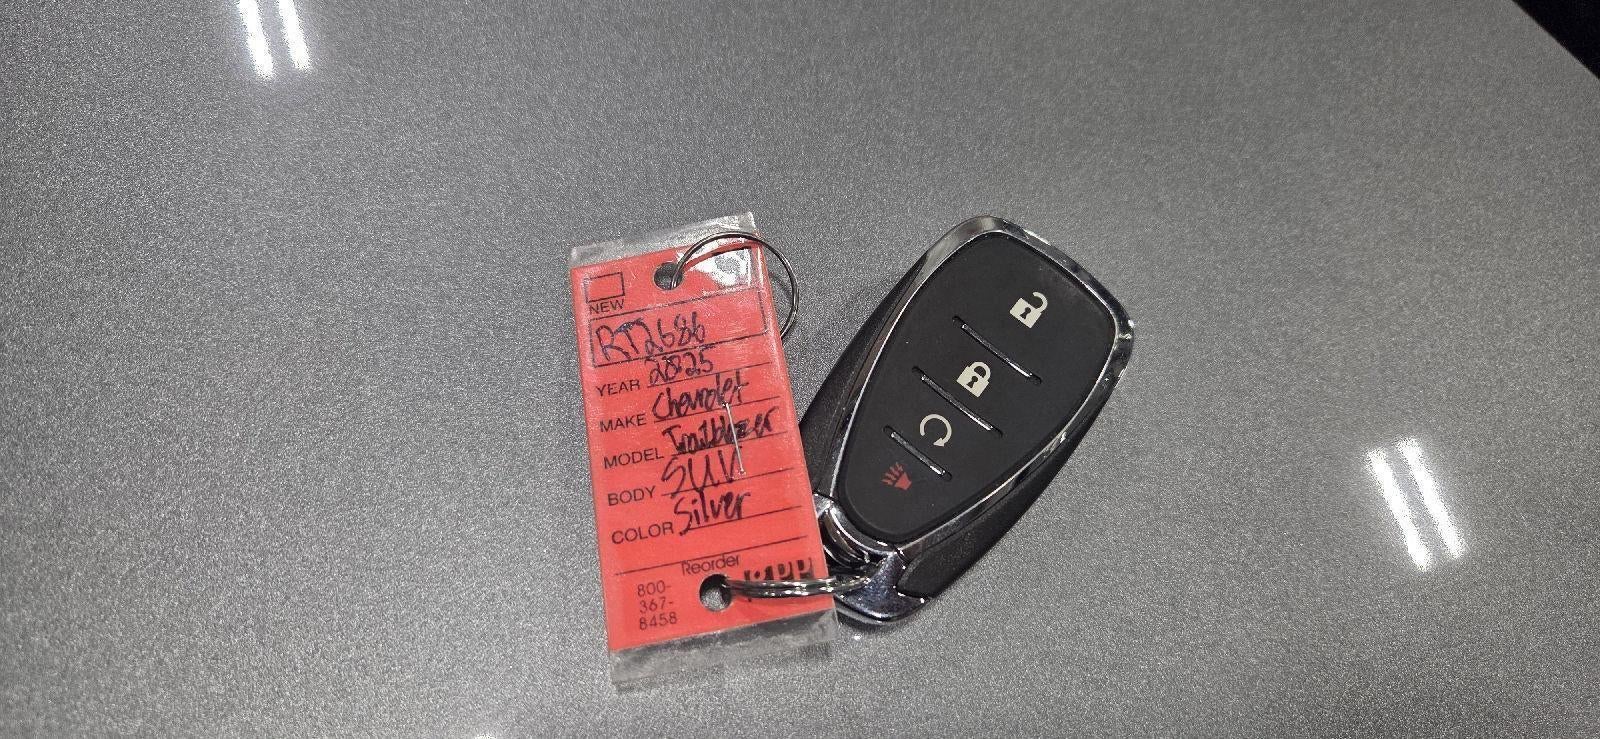 NEW
RT2686
YEAR 2025
MAKE Chevrolet
MODEL Trailblazer
BODY SUV
COLOR Silver
Reorder
800-
367-
8458